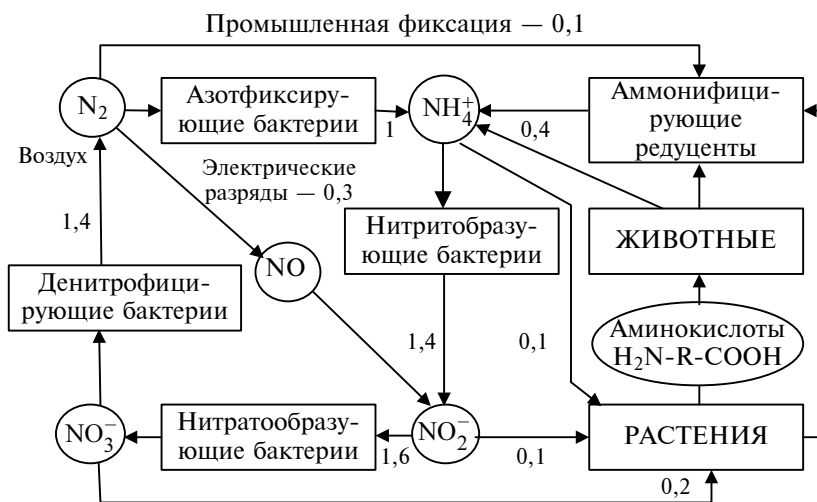 Промышленная фиксация — 0,1
N₂
Азотфиксиру-
ющие бактерии
1
NH₄⁺
0,4
Аммонифици-
рующие
редуценты
Воздух
Электрические
разряды — 0,3
1,4
Нитритобразу-
ющие бактерии
ЖИВОТНЫЕ
NO
Денитрофици-
рующие бактерии
1,4
0,1
Аминокислоты
H₂N-R-COOH
NO₃⁻
Нитратообразу-
ющие бактерии
1,6
NO₂⁻
0,1
РАСТЕНИЯ
0,2